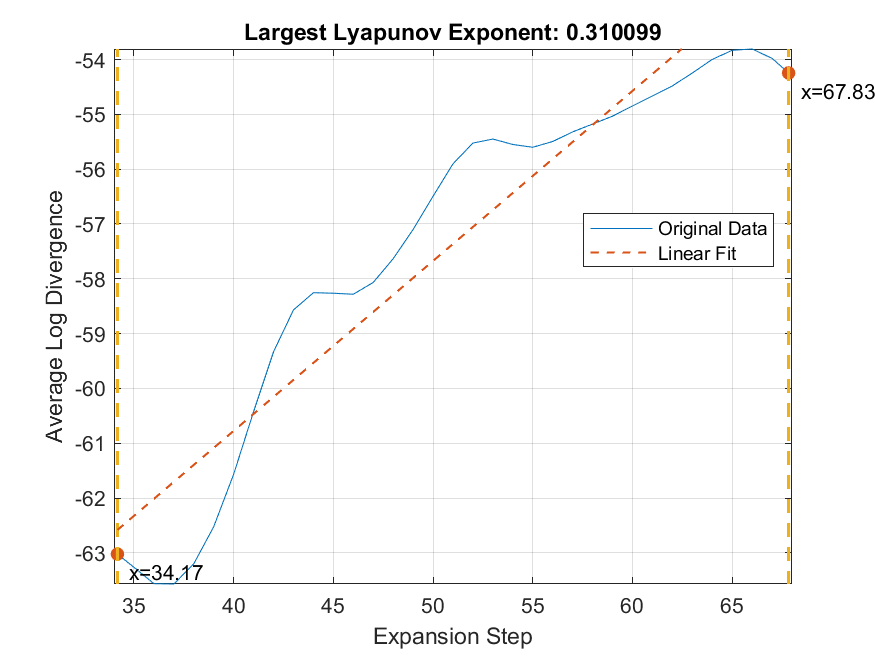 Largest Lyapunov Exponent: 0.310099
-54
-55
-56
-57
-58
-59
-60
-61
-62
-63
Average Log Divergence
x=67.83
Original Data
Linear Fit
x=34.17
35 40 45 50 55 60 65
Expansion Step